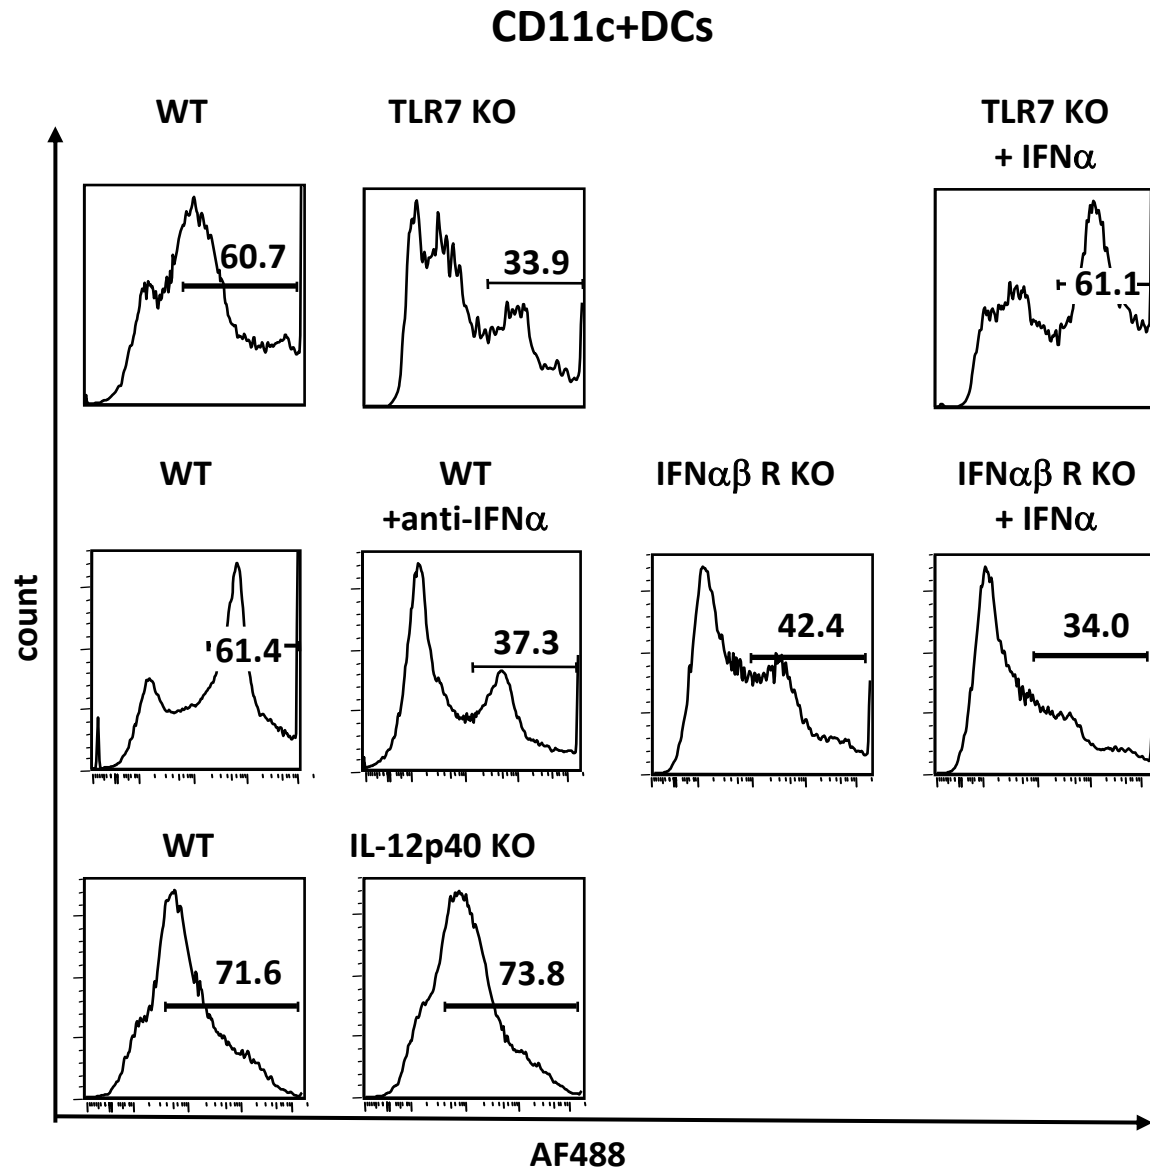 CD11c+DCs
WT
TLR7 KO
TLR7 KO
+ IFNα
60.7
33.9
61.1
WT
WT
+anti-IFNα
IFNαβ R KO
IFNαβ R KO
+ IFNα
61.4
37.3
42.4
34.0
count
WT
IL-12p40 KO
71.6
73.8
AF488